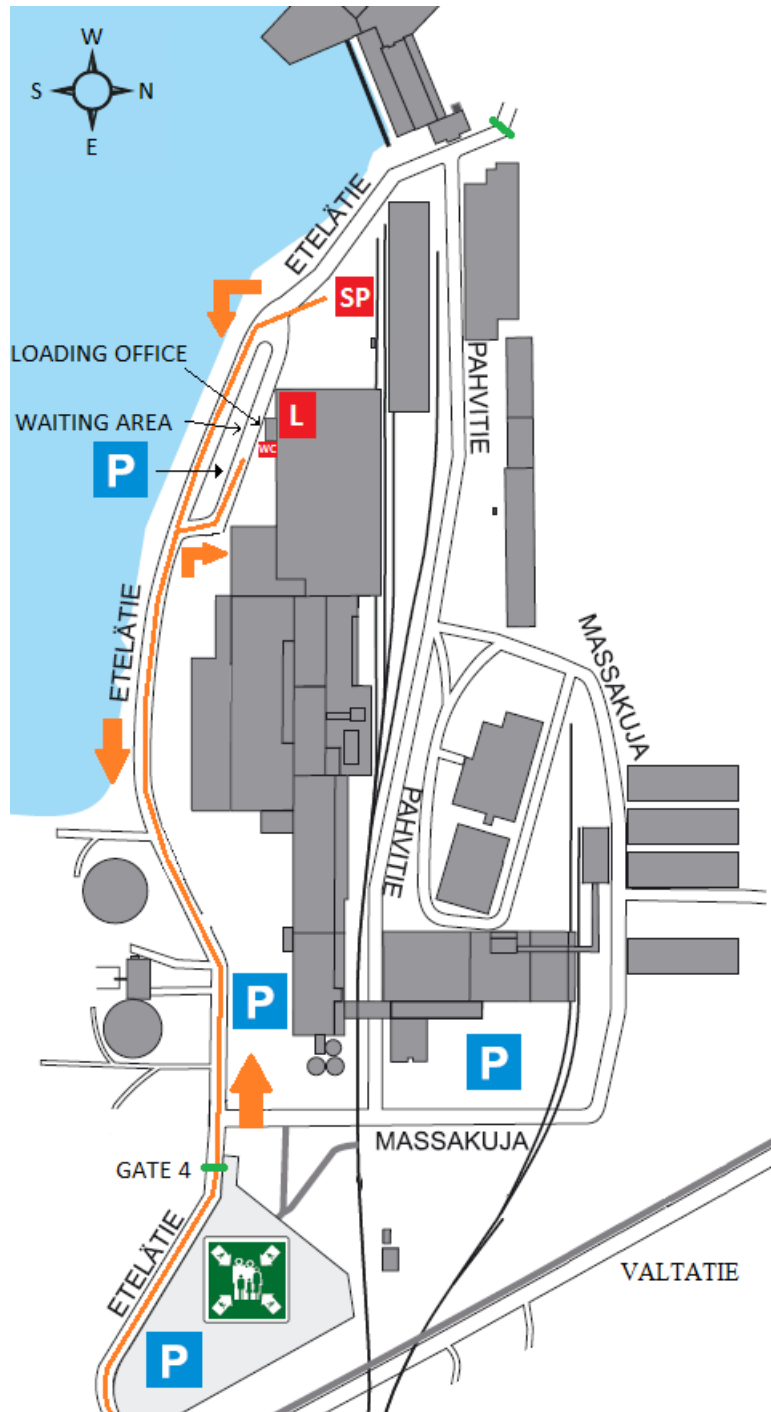 W
S
N
E
ETELÄTIE
SP
LOADING OFFICE
L
PAHVITIE
WAITING AREA
WC
P
ETELÄTIE
MASSAKUJA
PAHVITIE
P
P
MASSAKUJA
GATE 4
ETELÄTIE
VALTATIE
P